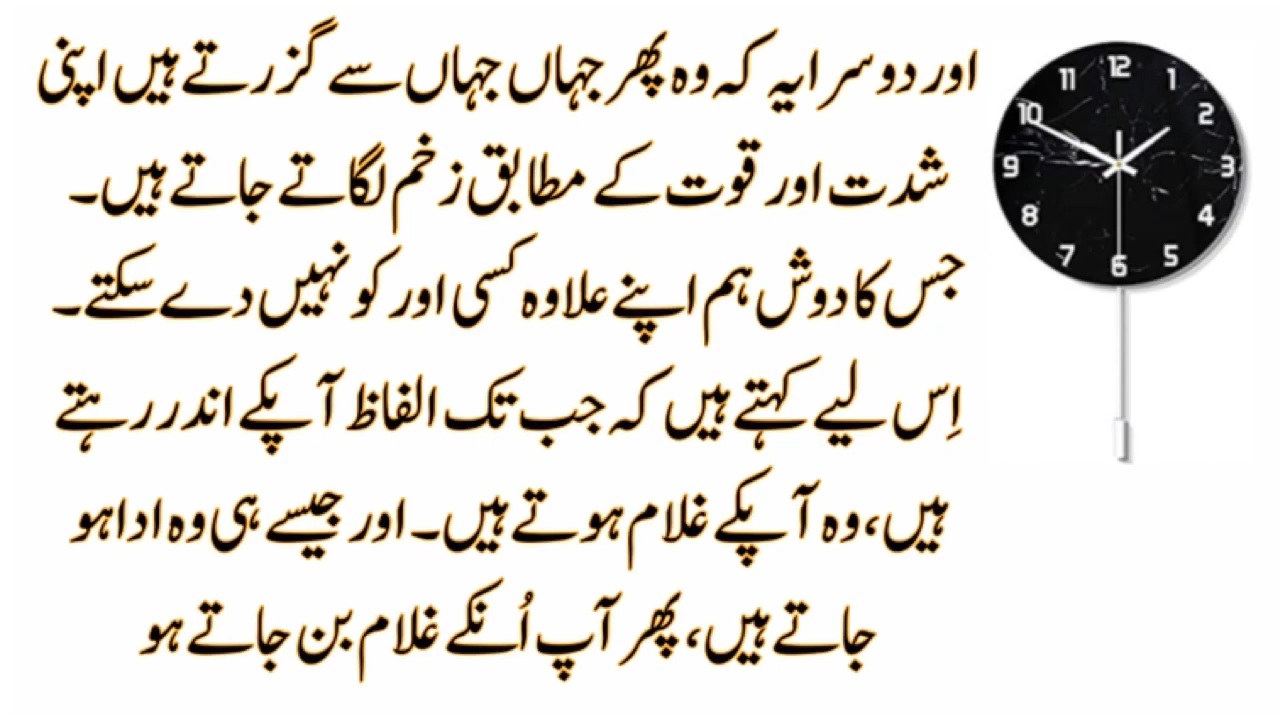 اور دوسرا یہ کہ وہ پھر جہاں جہاں سے گزرتے ہیں اپنی
شدت اور قوت کے مطابق زخم لگاتے جاتے ہیں۔
جس کا دوش ہم اپنے علاوہ کسی اور کو نہیں دے سکتے۔
اِس لیے کہتے ہیں کہ جب تک الفاظ آپکے اندر رہتے
ہیں، وہ آپکے غلام ہوتے ہیں۔ اور جیسے ہی وہ ادا ہو
جاتے ہیں، پھر آپ اُنکے غلام بن جاتے ہو
12
1
2
3
4
5
6
7
8
9
10
11